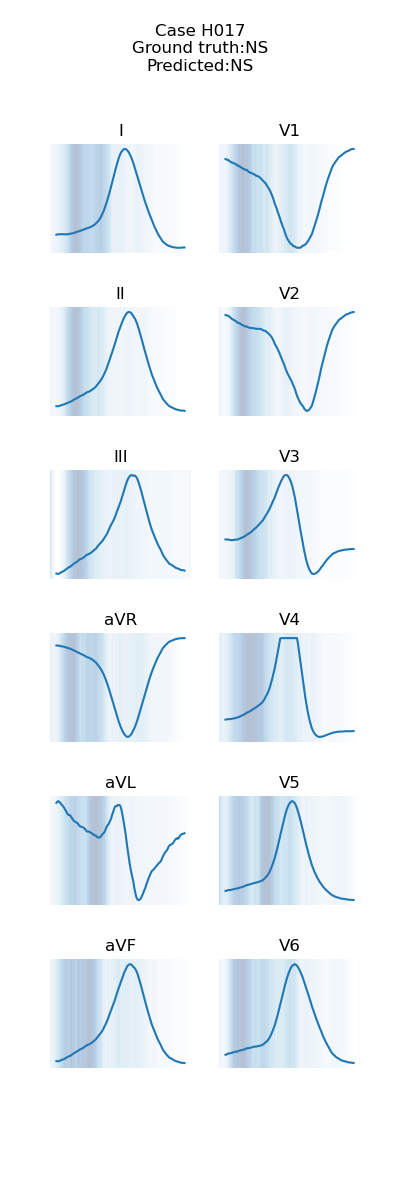 Case H017
Ground truth:NS
Predicted:NS
I
V1
II
V2
III
V3
aVR
V4
aVL
V5
aVF
V6